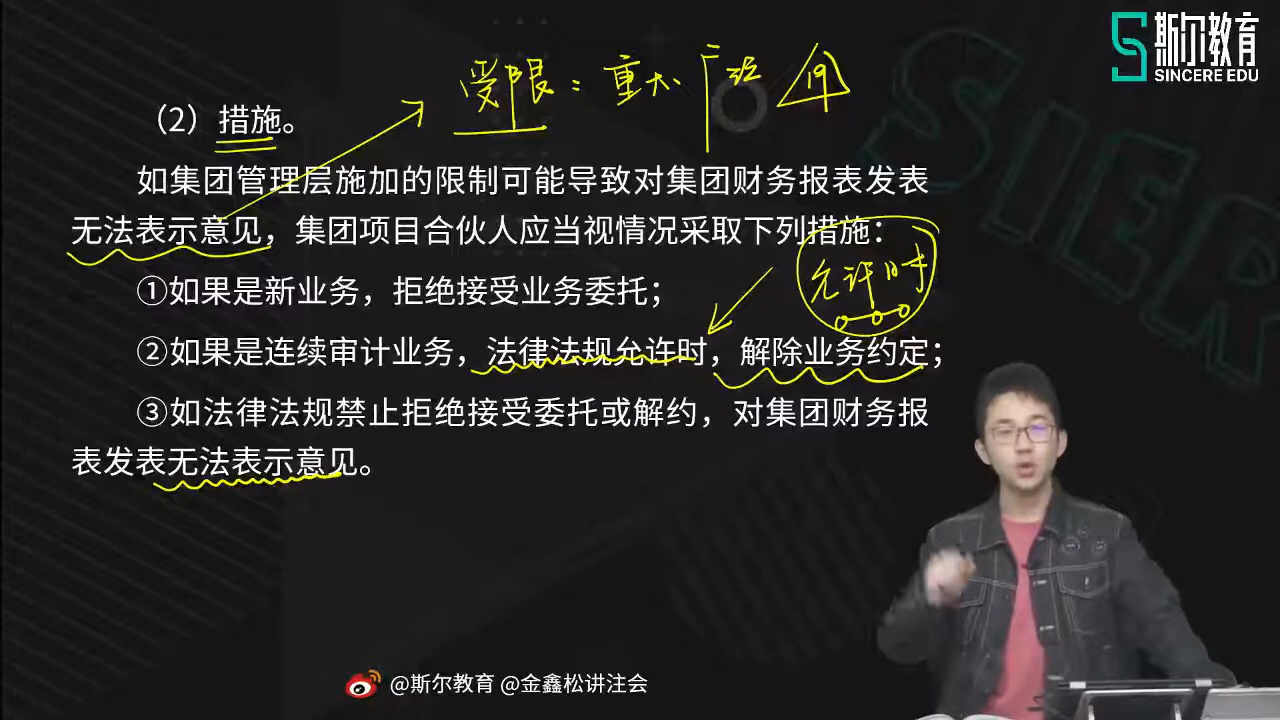 斯尔教育
SINCERE EDU
受限：重大 广泛 19章
（2）措施。
如集团管理层施加的限制可能导致对集团财务报表发表
无法表示意见，集团项目合伙人应当视情况采取下列措施：
允许时
①如果是新业务，拒绝接受业务委托；
②如果是连续审计业务，法律法规允许时，解除业务约定；
③如法律法规禁止拒绝接受委托或解约，对集团财务报
表发表无法表示意见。
SIER
@斯尔教育 @金鑫松讲注会